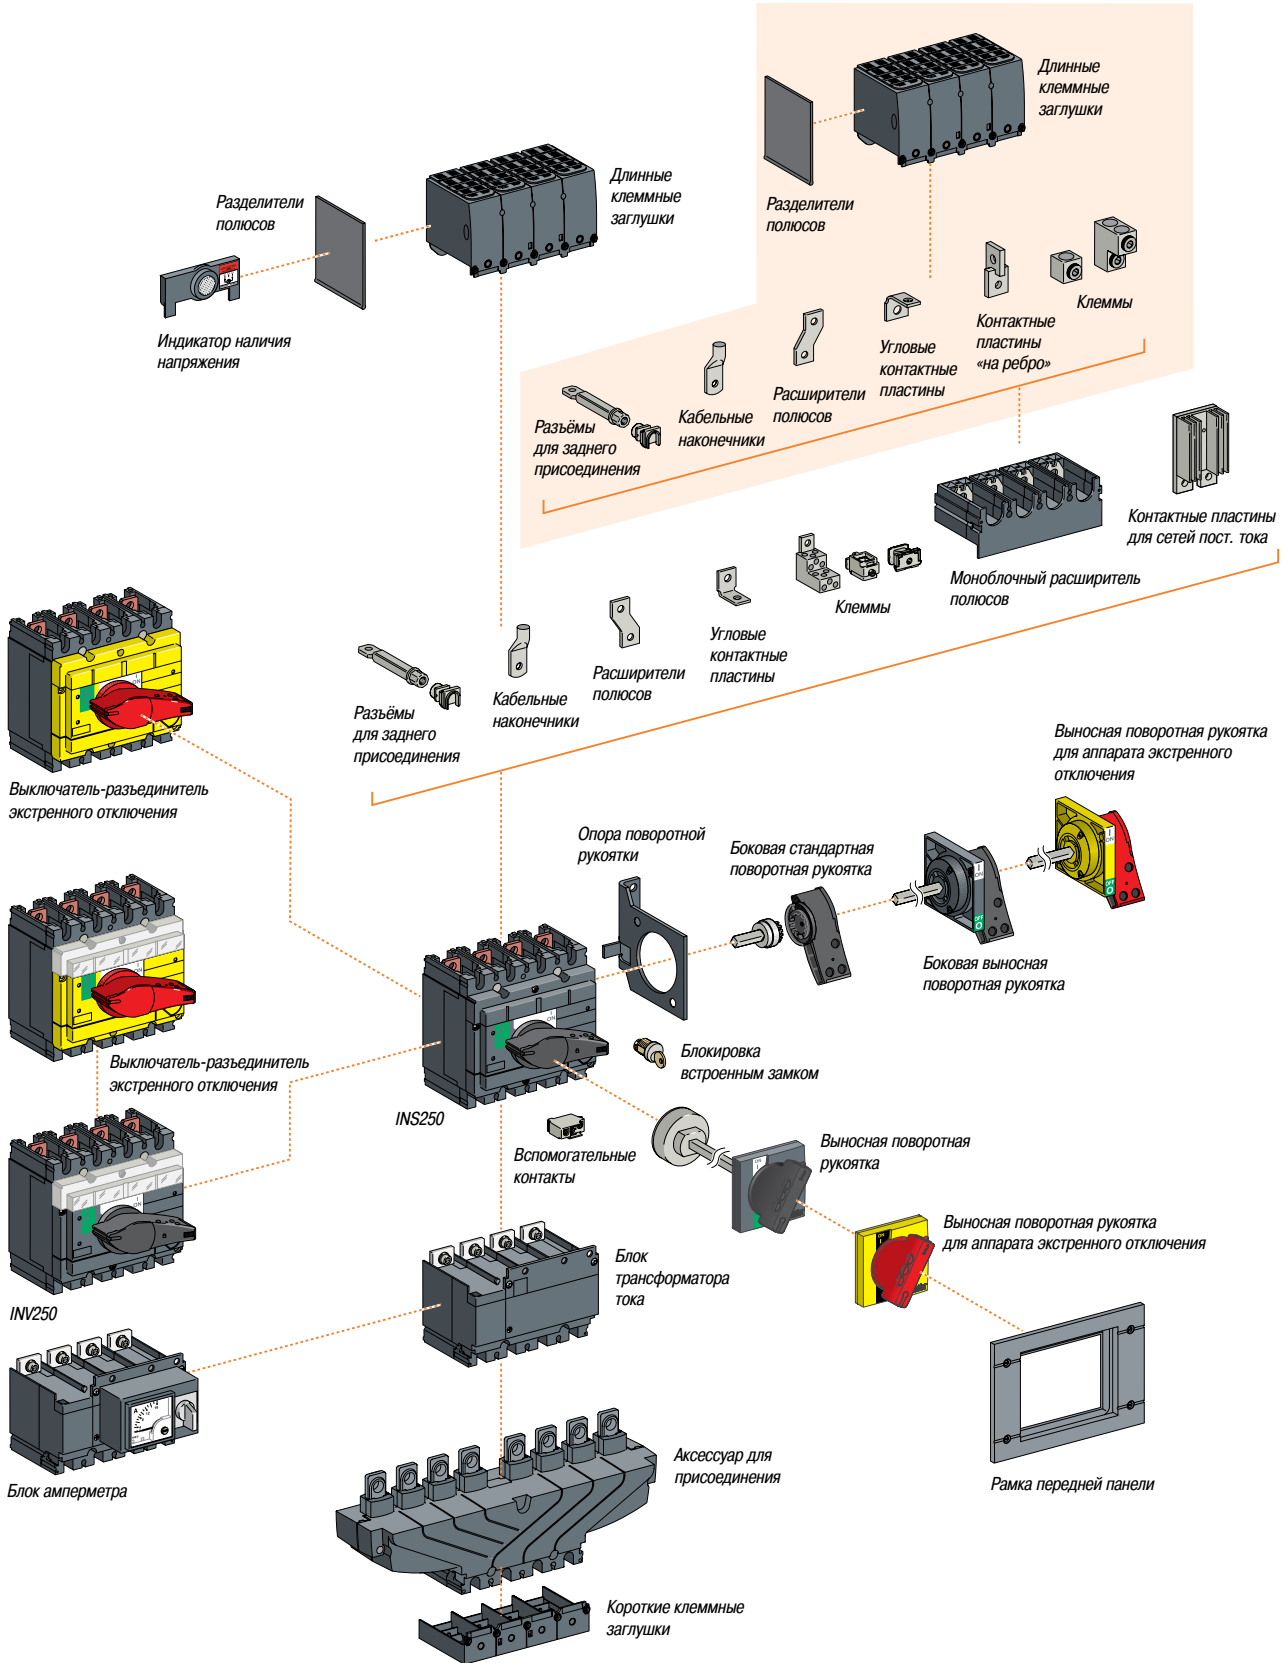 Длинные
клеммные
заглушки
Разделители
полюсов
Длинные
клеммные
заглушки
Разделители
полюсов
Индикатор наличия
напряжения
Клеммы
Контактные
пластины
«на ребро»
Угловые
контактные
пластины
Расширители
полюсов
Кабельные
наконечники
Разъёмы
для заднего
присоединения
Контактные пластины
для сетей пост. тока
Моноблочный расширитель
полюсов
Клеммы
Угловые
контактные
пластины
Расширители
полюсов
Кабельные
наконечники
Разъёмы
для заднего
присоединения
Выключатель-разъединитель
экстренного отключения
Выносная поворотная рукоятка
для аппарата экстренного
отключения
Опора поворотной
рукоятки
Боковая стандартная
поворотная рукоятка
I
ON
OFF
O
I
ON
OFF
O
Боковая выносная
поворотная рукоятка
Выключатель-разъединитель
экстренного отключения
Блокировка
встроенным замком
INS250
Вспомогательные
контакты
Выносная поворотная
рукоятка
Выносная поворотная рукоятка
для аппарата экстренного отключения
Блок
трансформатора
тока
INV250
A
Блок амперметра
Аксессуар для
присоединения
Рамка передней панели
Короткие клеммные
заглушки